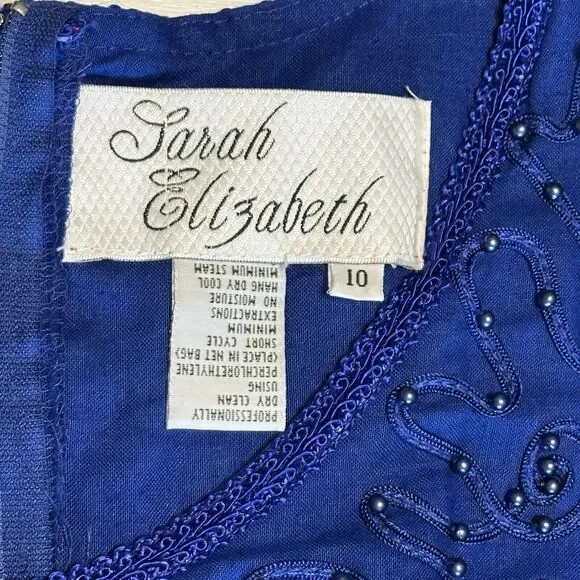 Sarah
Elizabeth
10
PROFESSIONALLY
DRY CLEAN
USING
PERCHLORETHYLENE
(PLACE IN NET BAG)
SHORT CYCLE
MINIMUM
EXTRACTIONS
NO MOISTURE
HANG DRY COOL
MINIMUM STEAM